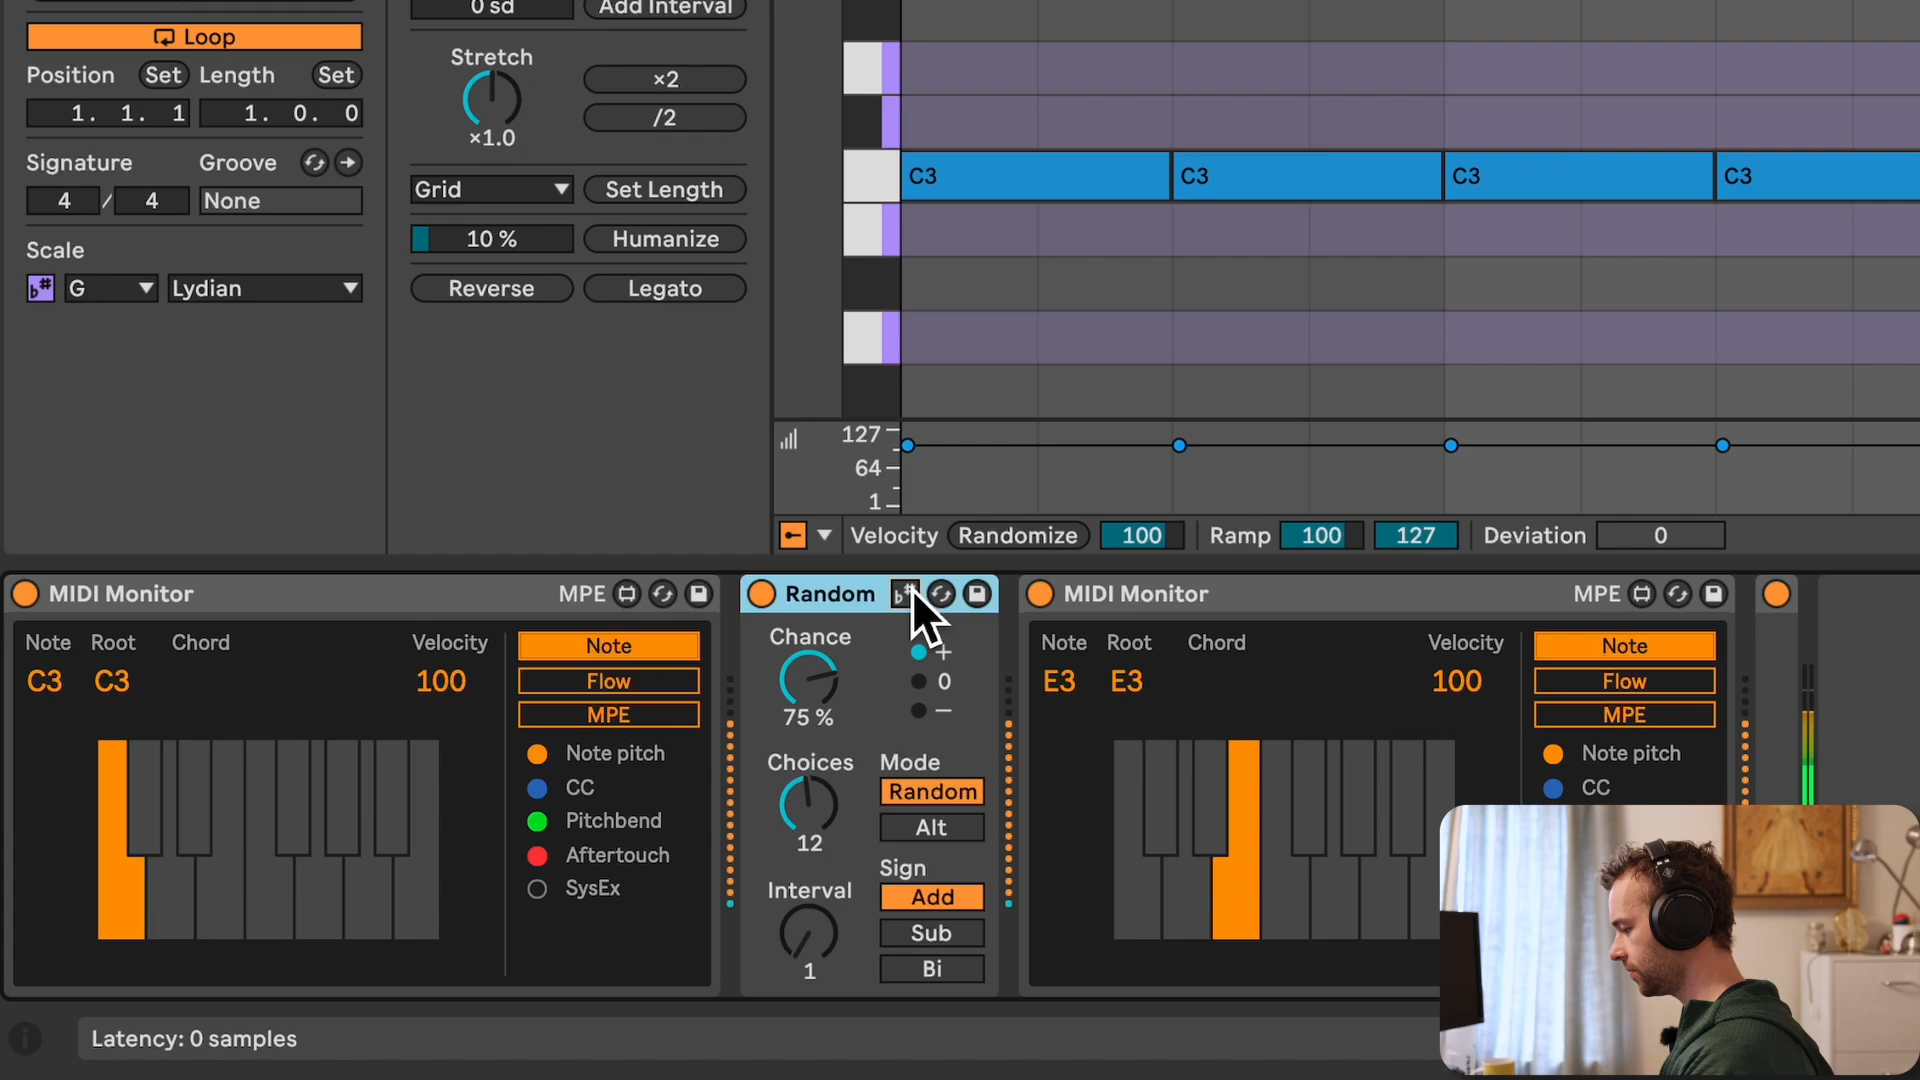 0 sd
Add Interval
Loop
Position Set Length Set
1. 1. 1 1. 0. 0
Stretch
×1.0
×2
/2
Signature Groove
4 / 4 None
Scale
G Lydian
Grid Set Length
10 % Humanize
Reverse Legato
C3 C3 C3 C3
127
64
1
Velocity Randomize 100 Ramp 100 127 Deviation 0
MIDI Monitor MPE
Note Root Chord Velocity
C3 C3 100
Note
Flow
MPE
Note pitch
CC
Pitchbend
Aftertouch
SysEx
Random
Chance
75 %
+
0
−
Choices
12
Mode
Random
Alt
Interval
1
Sign
Add
Sub
Bi
MIDI Monitor MPE
Note Root Chord Velocity
E3 E3 100
Note
Flow
MPE
Note pitch
CC
Latency: 0 samples